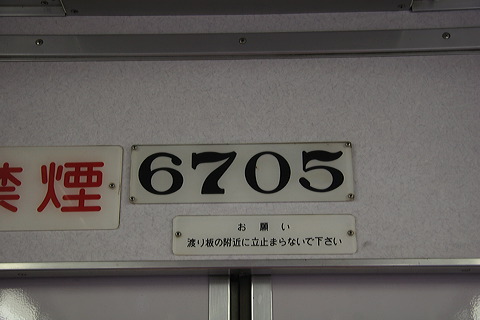 禁煙
6705
お願い
渡り板の附近に立止まらないで下さい